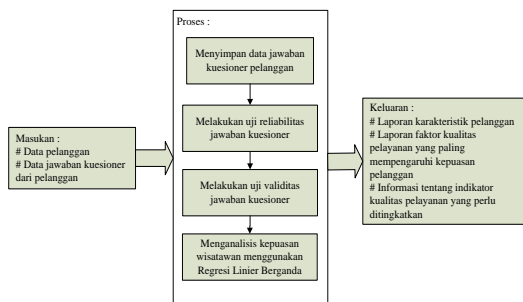 Masukan :
# Data pelanggan
# Data jawaban kuesioner
dari pelanggan
Proses :
Menyimpan data jawaban
kuesioner pelanggan
Melakukan uji reliabilitas
jawaban kuesioner
Melakukan uji validitas
jawaban kuesioner
Menganalisis kepuasan
wisatawan menggunakan
Regresi Linier Berganda
Keluaran :
# Laporan karakteristik pelanggan
# Laporan faktor kualitas
pelayanan yang paling
mempengaruhi kepuasan
pelanggan
# Informasi tentang indikator
kualitas pelayanan yang perlu
ditingkatkan